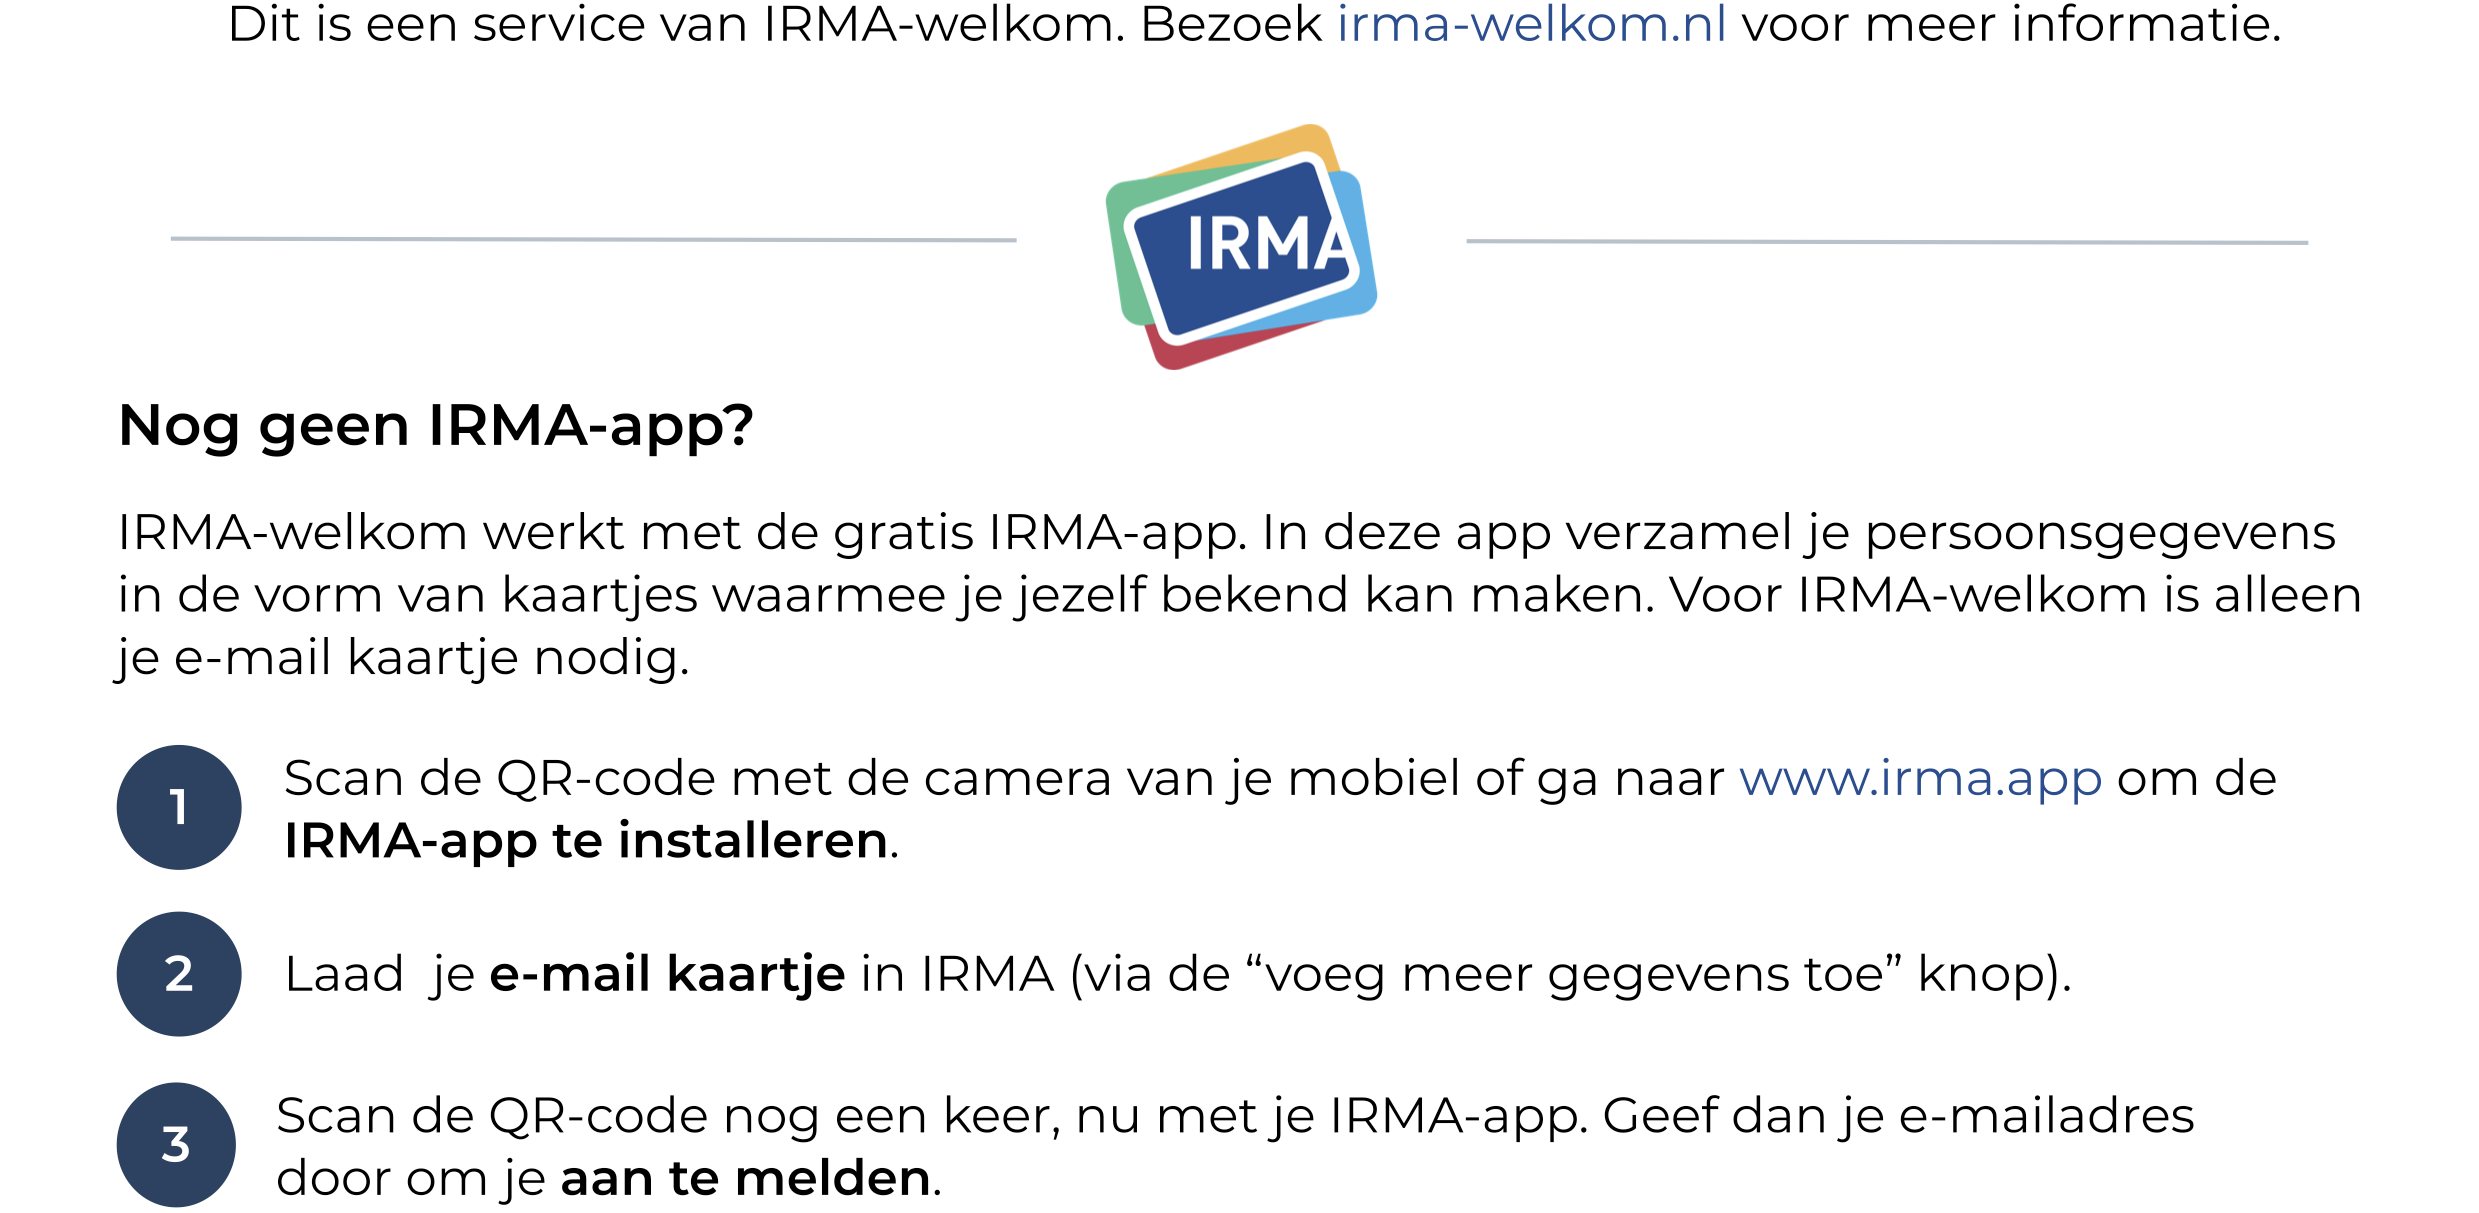 Dit is een service van IRMA-welkom. Bezoek irma-welkom.nl voor meer informatie.
IRMA
Nog geen IRMA-app?
IRMA-welkom werkt met de gratis IRMA-app. In deze app verzamel je persoonsgegevens
in de vorm van kaartjes waarmee je jezelf bekend kan maken. Voor IRMA-welkom is alleen
je e-mail kaartje nodig.
1 Scan de QR-code met de camera van je mobiel of ga naar www.irma.app om de
IRMA-app te installeren.
2 Laad  je e-mail kaartje in IRMA (via de “voeg meer gegevens toe” knop).
3 Scan de QR-code nog een keer, nu met je IRMA-app. Geef dan je e-mailadres
door om je aan te melden.